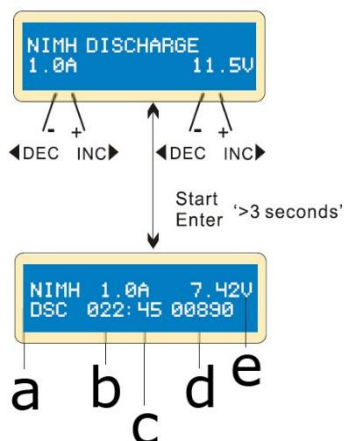 NIMH DISCHARGE
1.0A 11.5V
- + - +
◀DEC INC▶ ◀DEC INC▶
Start
Enter '>3 seconds'
NIMH 1.0A 7.42V
DSC 022:45 00890
a b c d e